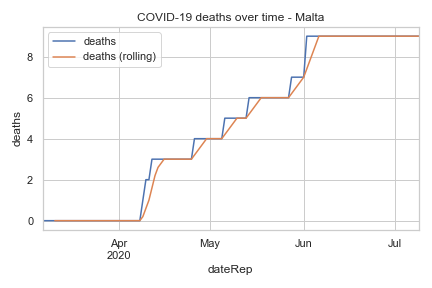 COVID-19 deaths over time - Malta
deaths
deaths (rolling)
deaths
8
6
4
2
0
Apr
2020
May
Jun
Jul
dateRep